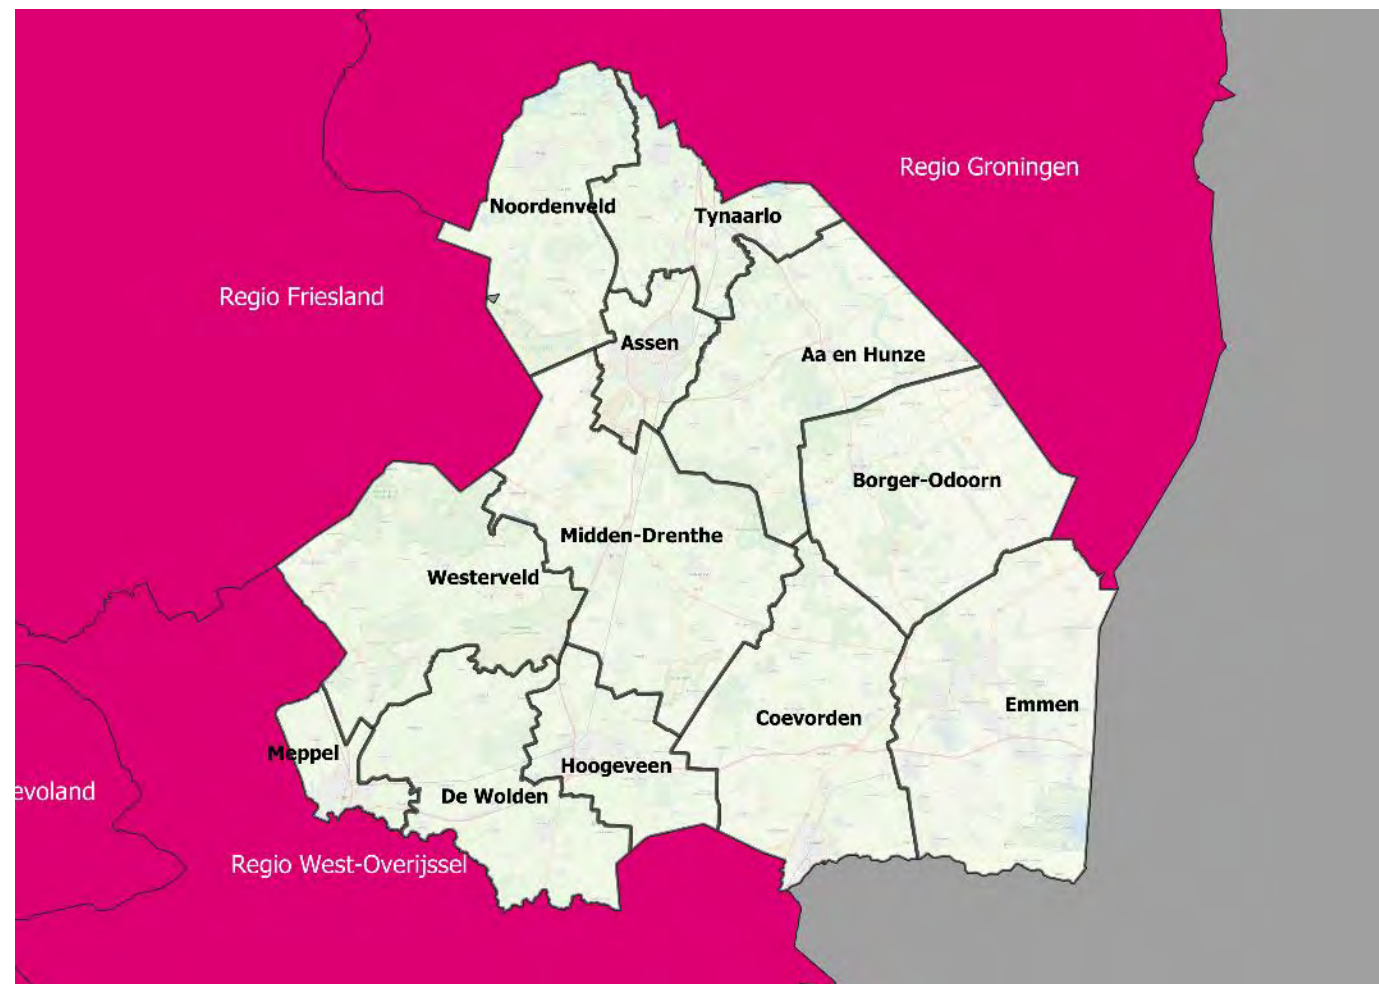 Regio Groningen
Noordenveld
Tynaarlo
Regio Friesland
Assen
Aa en Hunze
Borger-Odoorn
Midden-Drenthe
Westerveld
Emmen
Coevorden
Meppel
Hoogeveen
evoland
De Wolden
Regio West-Overijssel